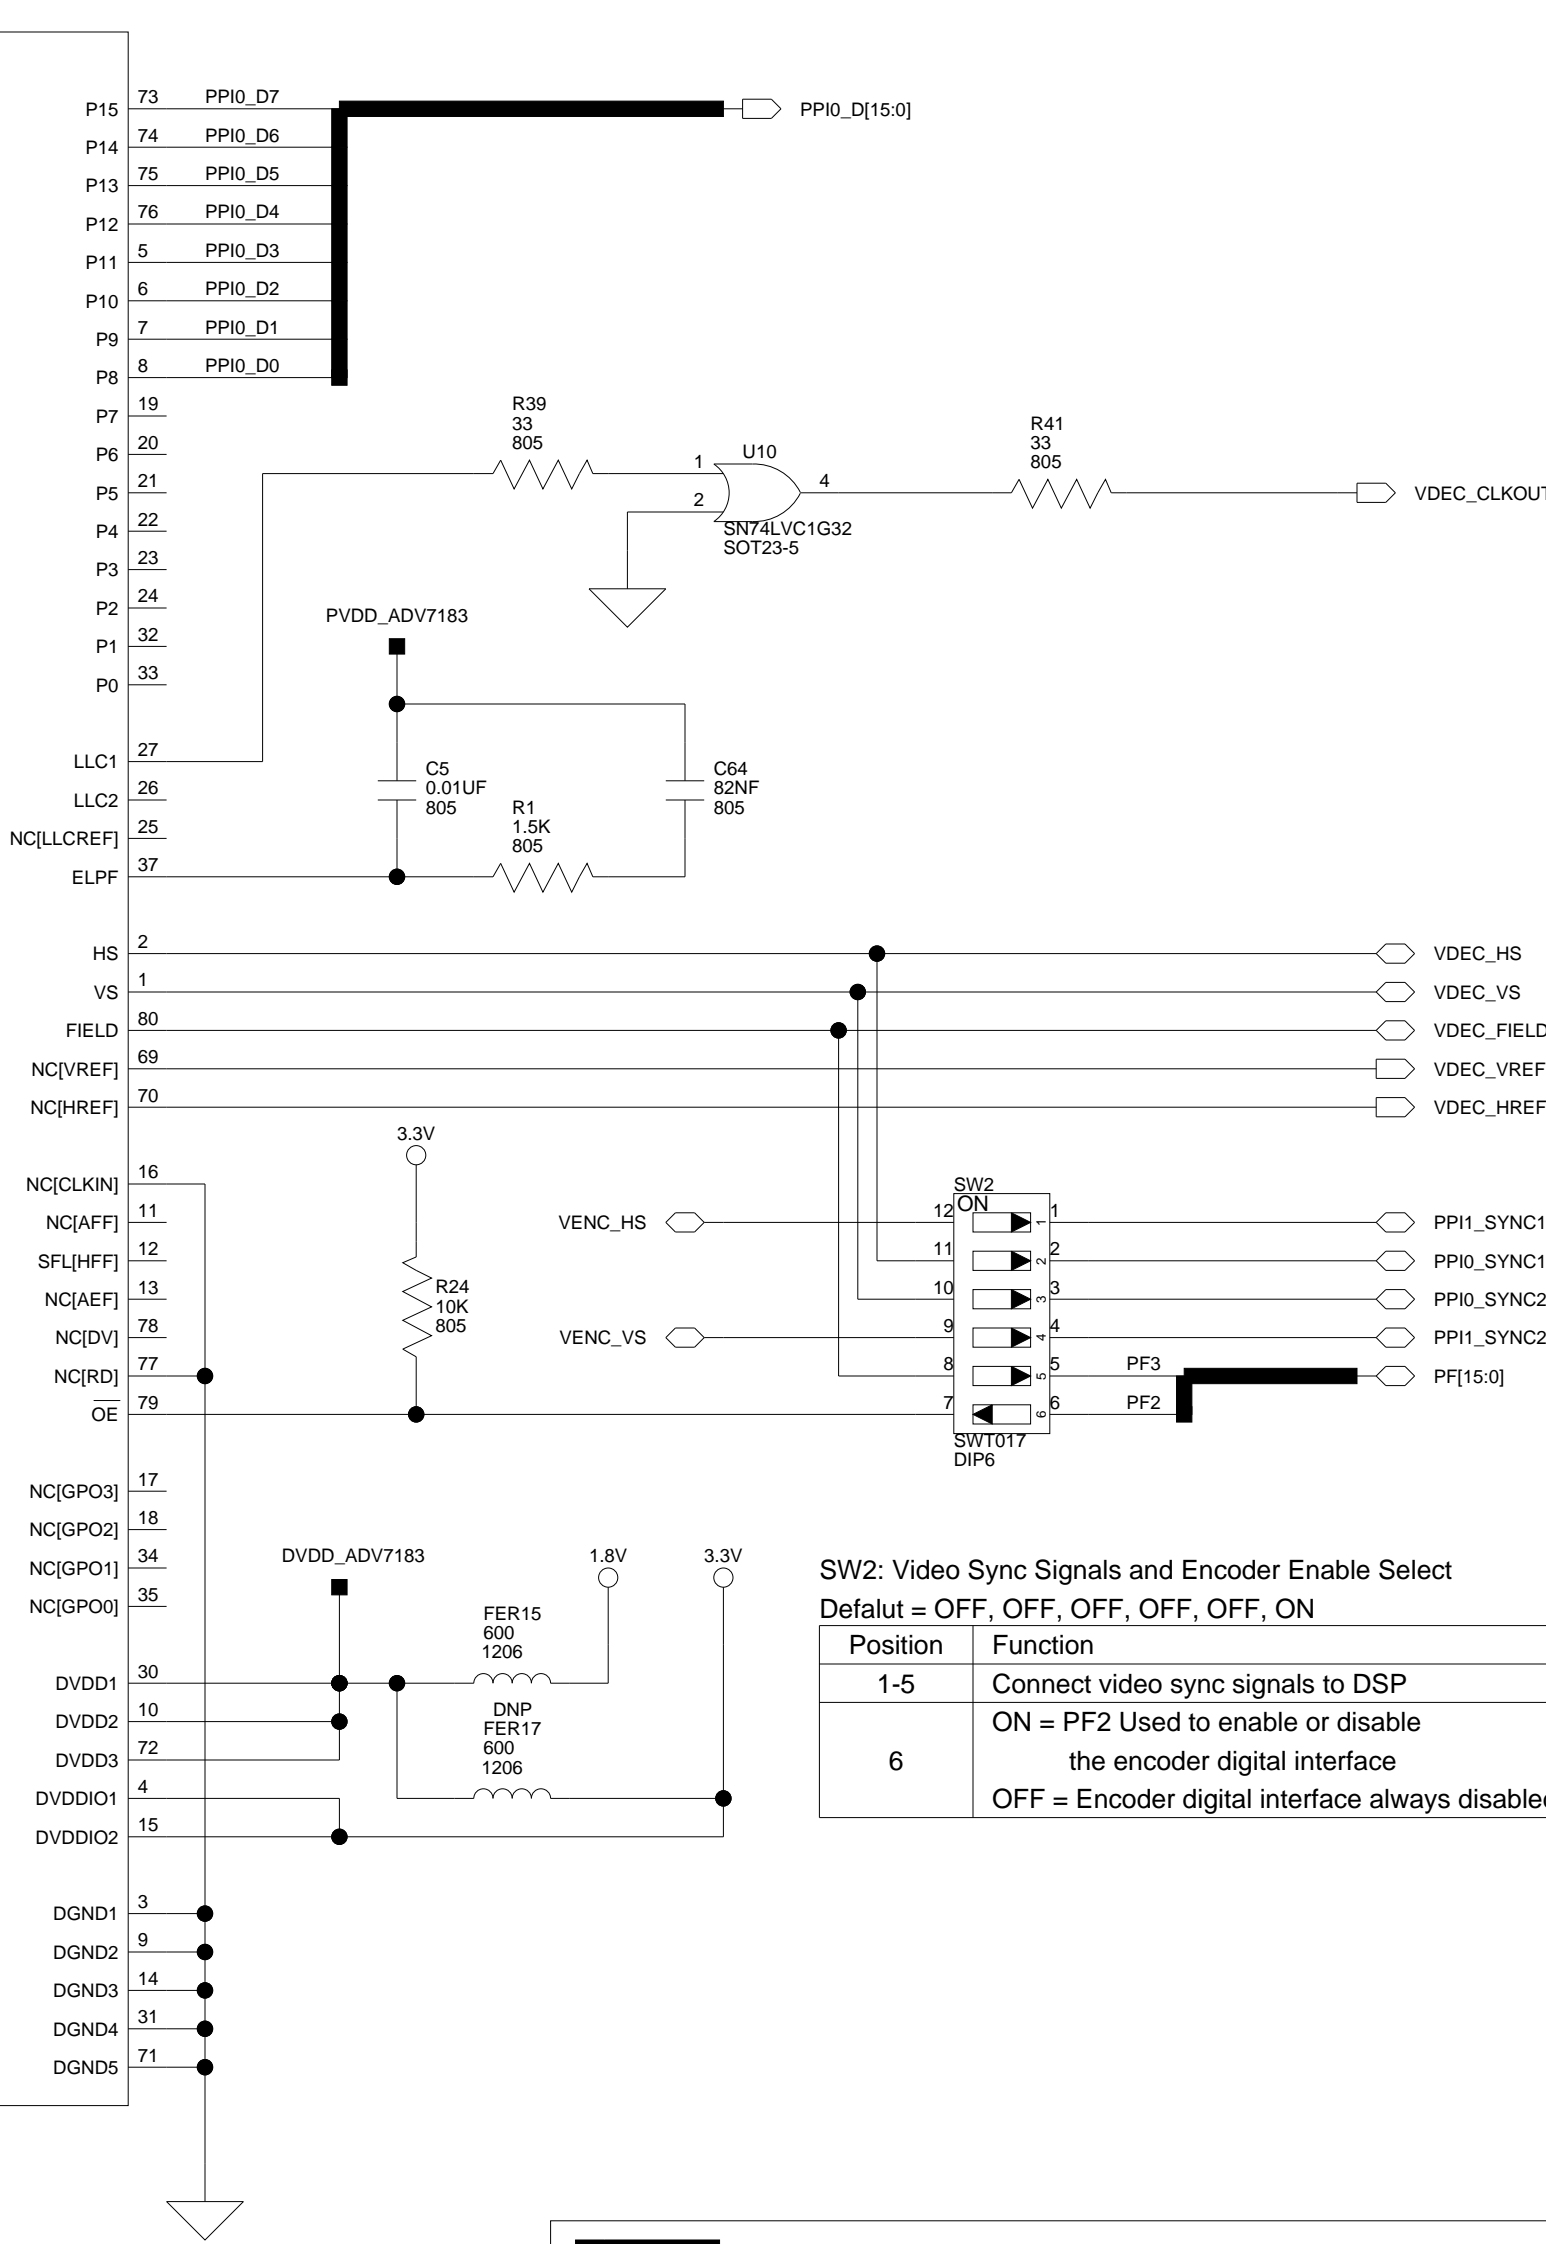 P15 73 PPI0_D7
PPI0_D[15:0]
P14 74 PPI0_D6
P13 75 PPI0_D5
P12 76 PPI0_D4
P11 5 PPI0_D3
P10 6 PPI0_D2
P9 7 PPI0_D1
P8 8 PPI0_D0
P7 19
P6 20
P5 21
P4 22
P3 23
P2 24
P1 32
P0 33
R39
33
805
1
2
U10
4
SN74LVC1G32
SOT23-5
R41
33
805
VDEC_CLKOUT
PVDD_ADV7183
LLC1 27
LLC2 26
NC[LLCREF] 25
ELPF 37
C5
0.01UF
805
R1
1.5K
805
C64
82NF
805
HS 2
VDEC_HS
VS 1
VDEC_VS
FIELD 80
VDEC_FIELD
NC[VREF] 69
VDEC_VREF
NC[HREF] 70
VDEC_HREF
3.3V
NC[CLKIN] 16
NC[AFF] 11
SFL[HFF] 12
NC[AEF] 13
NC[DV] 78
NC[RD] 77
OE 79
R24
10K
805
VENC_HS
VENC_VS
SW2
ON
12 1 1 PPI1_SYNC1
11 2 2 PPI0_SYNC1
10 3 3 PPI0_SYNC2
9 4 4 PPI1_SYNC2
8 5 5 PF3 PF[15:0]
7 6 6 PF2
SWT017
DIP6
NC[GPO3] 17
NC[GPO2] 18
NC[GPO1] 34
NC[GPO0] 35
DVDD_ADV7183
1.8V
3.3V
FER15
600
1206
DNP
FER17
600
1206
DVDD1 30
DVDD2 10
DVDD3 72
DVDDIO1 4
DVDDIO2 15
SW2: Video Sync Signals and Encoder Enable Select
Defalut = OFF, OFF, OFF, OFF, OFF, ON
Position Function
1-5 Connect video sync signals to DSP
6 ON = PF2 Used to enable or disable
the encoder digital interface
OFF = Encoder digital interface always disabled
DGND1 3
DGND2 9
DGND3 14
DGND4 31
DGND5 71